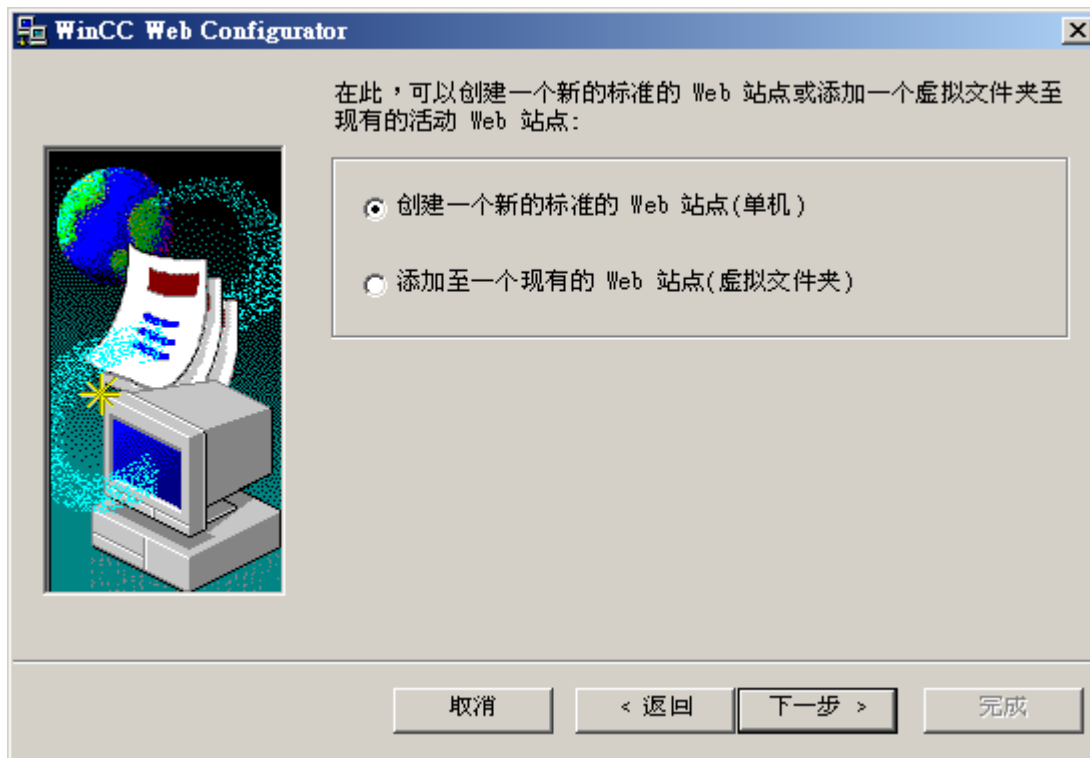 WinCC Web Configurator
在此，可以创建一个新的标准的 Web 站点或添加一个虚拟文件夹至
现有的活动 Web 站点:
创建一个新的标准的 Web 站点(单机)
添加至一个现有的 Web 站点(虚拟文件夹)
取消
< 返回
下一步 >
完成